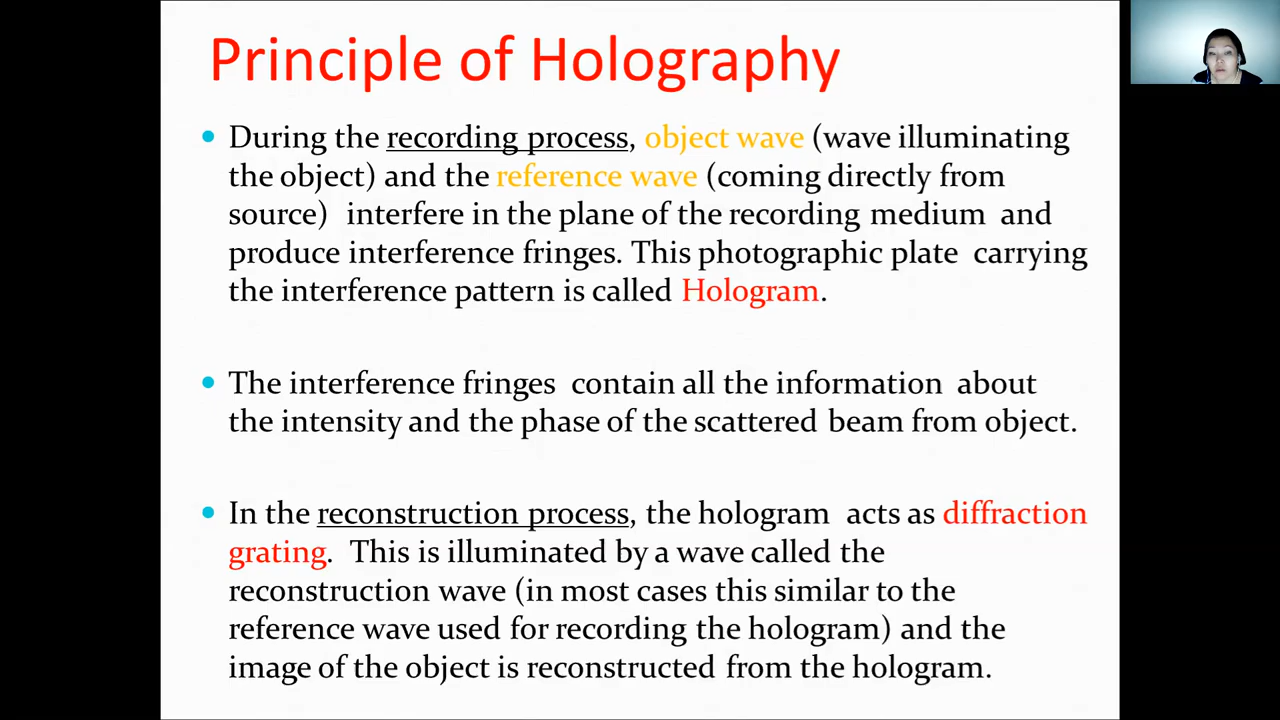 Principle of Holography
• During the recording process, object wave (wave illuminating
the object) and the reference wave (coming directly from
source) interfere in the plane of the recording medium and
produce interference fringes. This photographic plate carrying
the interference pattern is called Hologram.
• The interference fringes contain all the information about
the intensity and the phase of the scattered beam from object.
• In the reconstruction process, the hologram acts as diffraction
grating. This is illuminated by a wave called the
reconstruction wave (in most cases this similar to the
reference wave used for recording the hologram) and the
image of the object is reconstructed from the hologram.